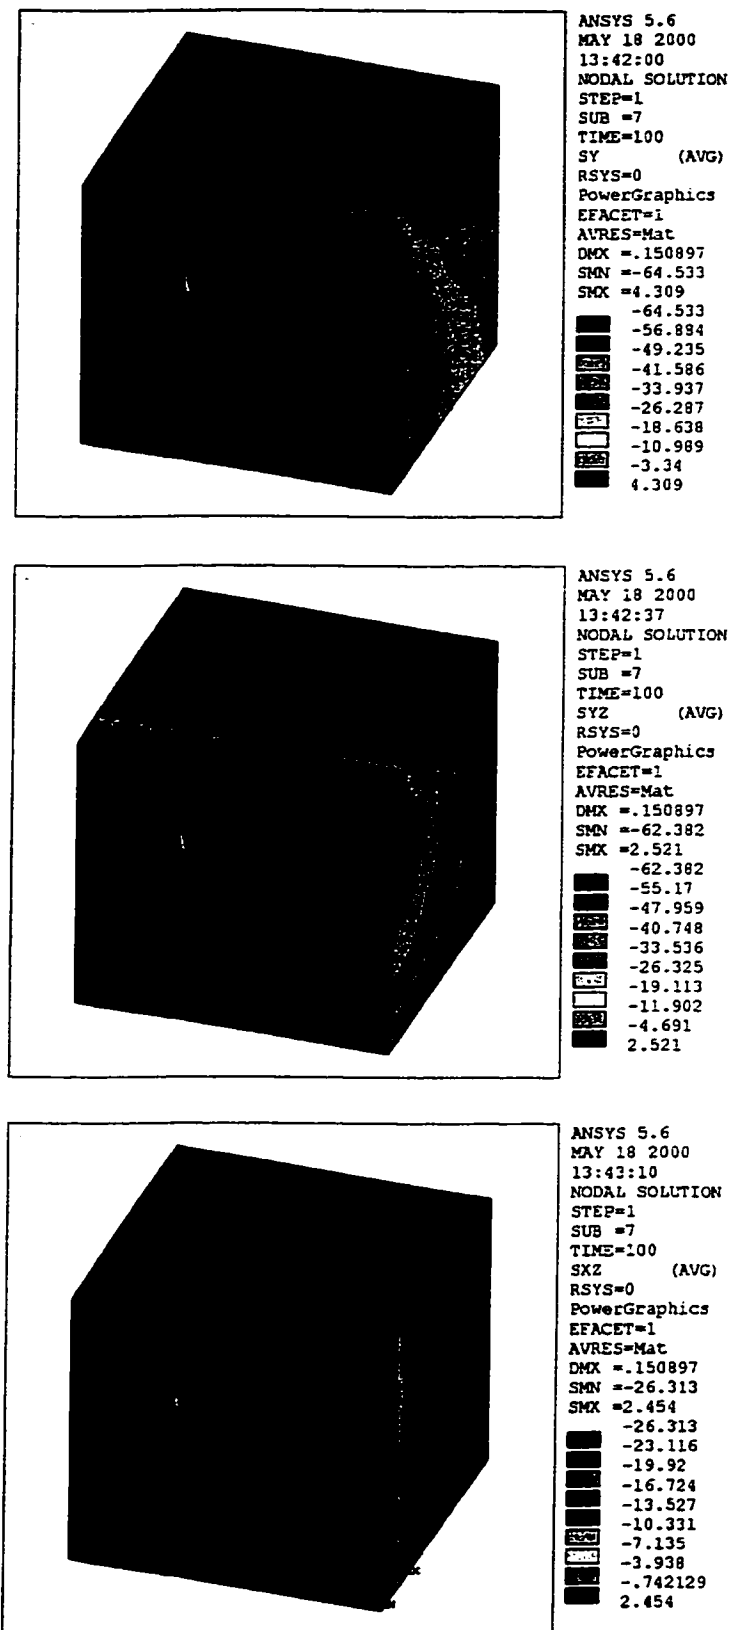 ANSYS 5.6
MAY 18 2000
13:42:00
NODAL SOLUTION
STEP=1
SUB =7
TIME=100
SY (AVG)
RSYS=0
PowerGraphics
EFACET=1
AVRES=Mat
DMX =.150897
SMN =-64.533
SMX =4.309
-64.533
-56.884
-49.235
-41.586
-33.937
-26.287
-18.638
-10.989
-3.34
4.309
ANSYS 5.6
MAY 18 2000
13:42:37
NODAL SOLUTION
STEP=1
SUB =7
TIME=100
SYZ (AVG)
RSYS=0
PowerGraphics
EFACET=1
AVRES=Mat
DMX =.150897
SMN =-62.382
SMX =2.521
-62.382
-55.17
-47.959
-40.748
-33.536
-26.325
-19.113
-11.902
-4.691
2.521
ANSYS 5.6
MAY 18 2000
13:43:10
NODAL SOLUTION
STEP=1
SUB =7
TIME=100
SXZ (AVG)
RSYS=0
PowerGraphics
EFACET=1
AVRES=Mat
DMX =.150897
SMN =-26.313
SMX =2.454
-26.313
-23.116
-19.92
-16.724
-13.527
-10.331
-7.135
-3.938
-.742129
2.454